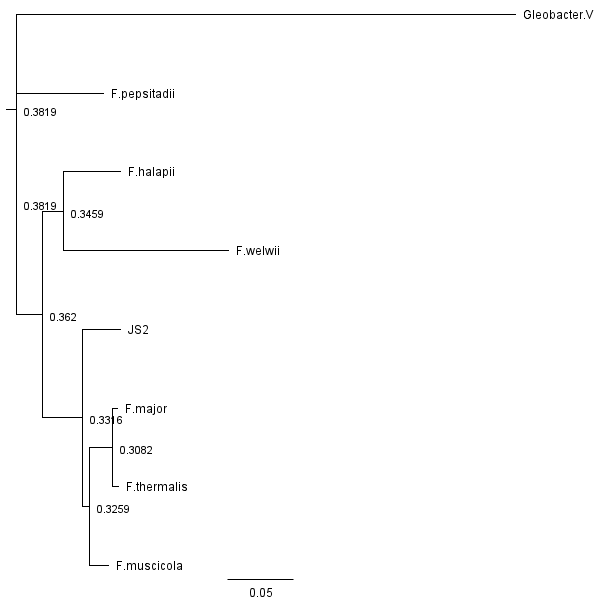 Gleobacter.V
F.pepsitadii
0.3819
F.halapii
0.3819
0.3459
F.welwii
0.362
JS2
F.major
0.3316
0.3082
F.thermalis
0.3259
F.muscicola
0.05